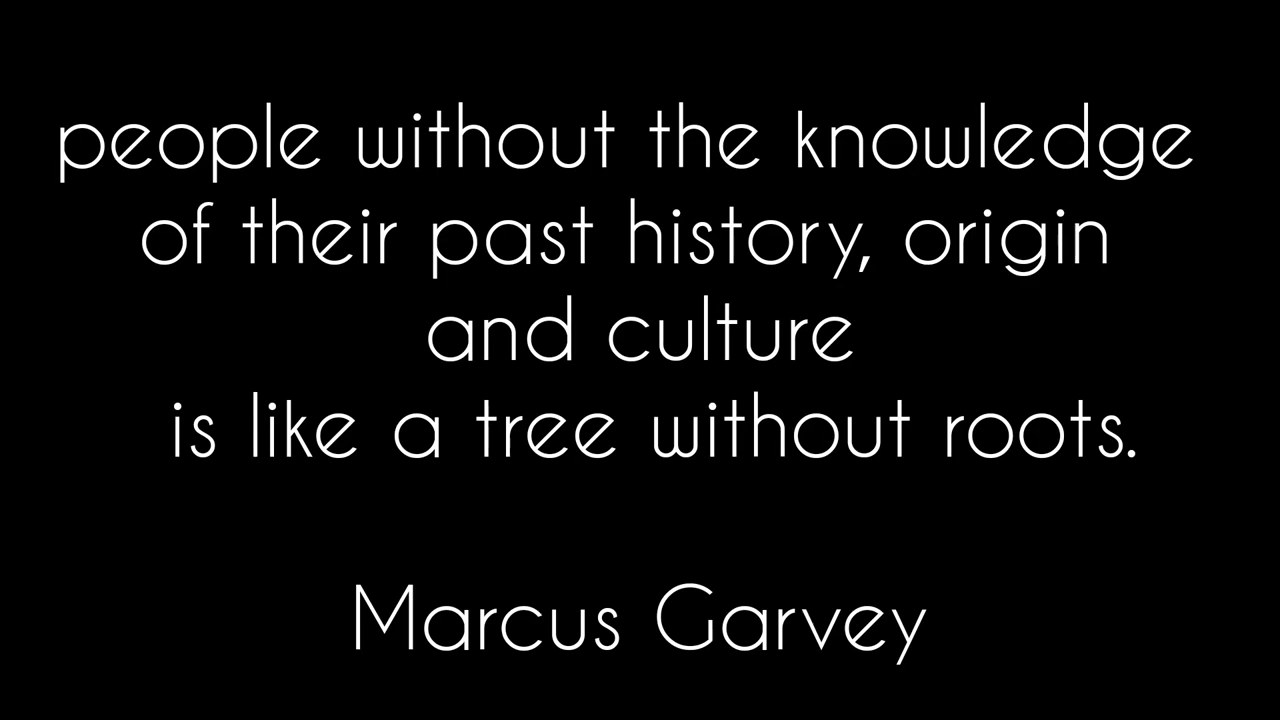 people without the knowledge
of their past history, origin
and culture
is like a tree without roots.
Marcus Garvey